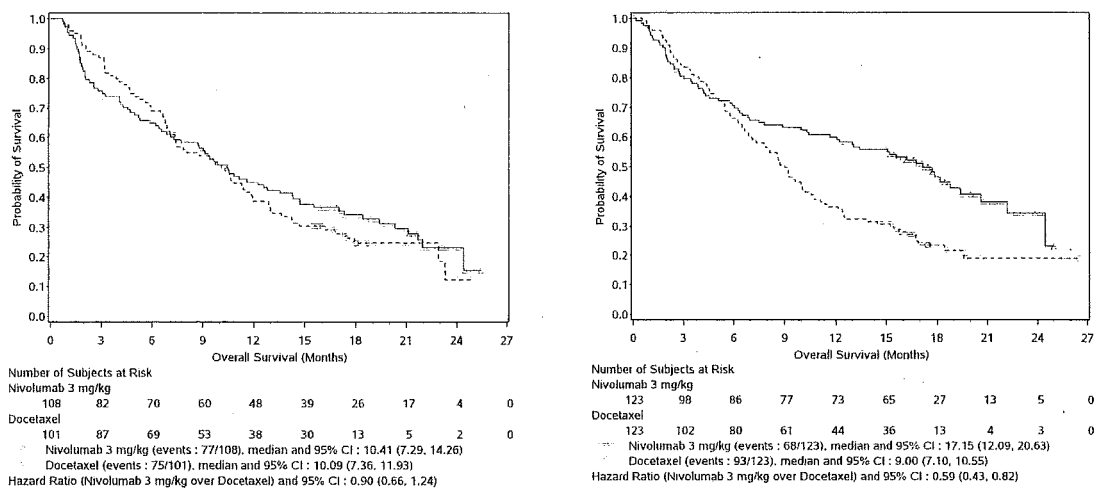 1.0
0.9
0.8
0.7
0.6
0.5
0.4
0.3
0.2
0.1
0.0
Probability of Survival
0 3 6 9 12 15 18 21 24 27
Overall Survival (Months)
Number of Subjects at Risk
Nivolumab 3 mg/kg
108 82 70 60 48 39 26 17 4 0
Docetaxel
101 87 69 53 38 30 13 5 2 0
Nivolumab 3 mg/kg (events : 77/108), median and 95% CI : 10.41 (7.29, 14.26)
Docetaxel (events : 75/101), median and 95% CI : 10.09 (7.36, 11.93)
Hazard Ratio (Nivolumab 3 mg/kg over Docetaxel) and 95% CI : 0.90 (0.66, 1.24)
1.0
0.9
0.8
0.7
0.6
0.5
0.4
0.3
0.2
0.1
0.0
Probability of Survival
0 3 6 9 12 15 18 21 24 27
Overall Survival (Months)
Number of Subjects at Risk
Nivolumab 3 mg/kg
123 98 86 77 73 65 27 13 5 0
Docetaxel
123 102 80 61 44 36 13 4 3 0
Nivolumab 3 mg/kg (events : 68/123), median and 95% CI : 17.15 (12.09, 20.63)
Docetaxel (events : 93/123), median and 95% CI : 9.00 (7.10, 10.55)
Hazard Ratio (Nivolumab 3 mg/kg over Docetaxel) and 95% CI : 0.59 (0.43, 0.82)